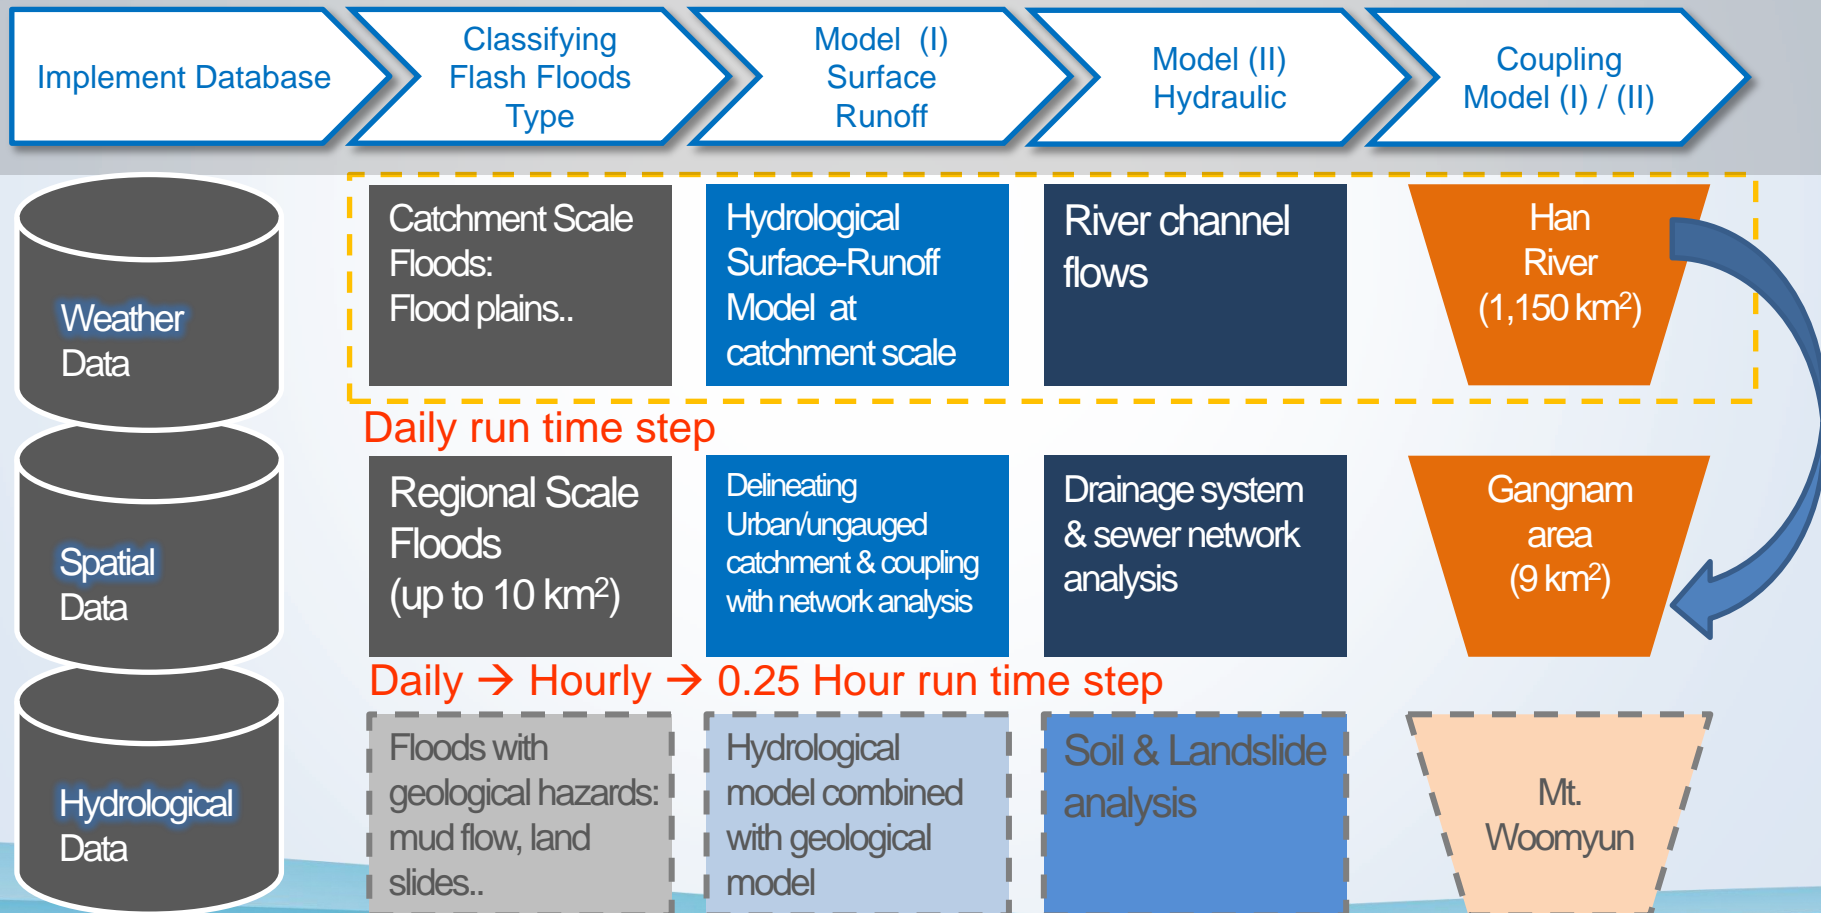 Implement Database
Classifying
Flash Floods
Type
Model (I)
Surface
Runoff
Model (II)
Hydraulic
Coupling
Model (I) / (II)
Weather
Data
Catchment Scale
Floods:
Flood plains..
Hydrological
Surface-Runoff
Model at
catchment scale
River channel
flows
Han
River
(1,150 km²)
Daily run time step
Spatial
Data
Regional Scale
Floods
(up to 10 km²)
Delineating
Urban/ungauged
catchment & coupling
with network analysis
Drainage system
& sewer network
analysis
Gangnam
area
(9 km²)
Daily → Hourly → 0.25 Hour run time step
Hydrological
Data
Floods with
geological hazards:
mud flow, land
slides..
Hydrological
model combined
with geological
model
Soil & Landslide
analysis
Mt.
Woomyun